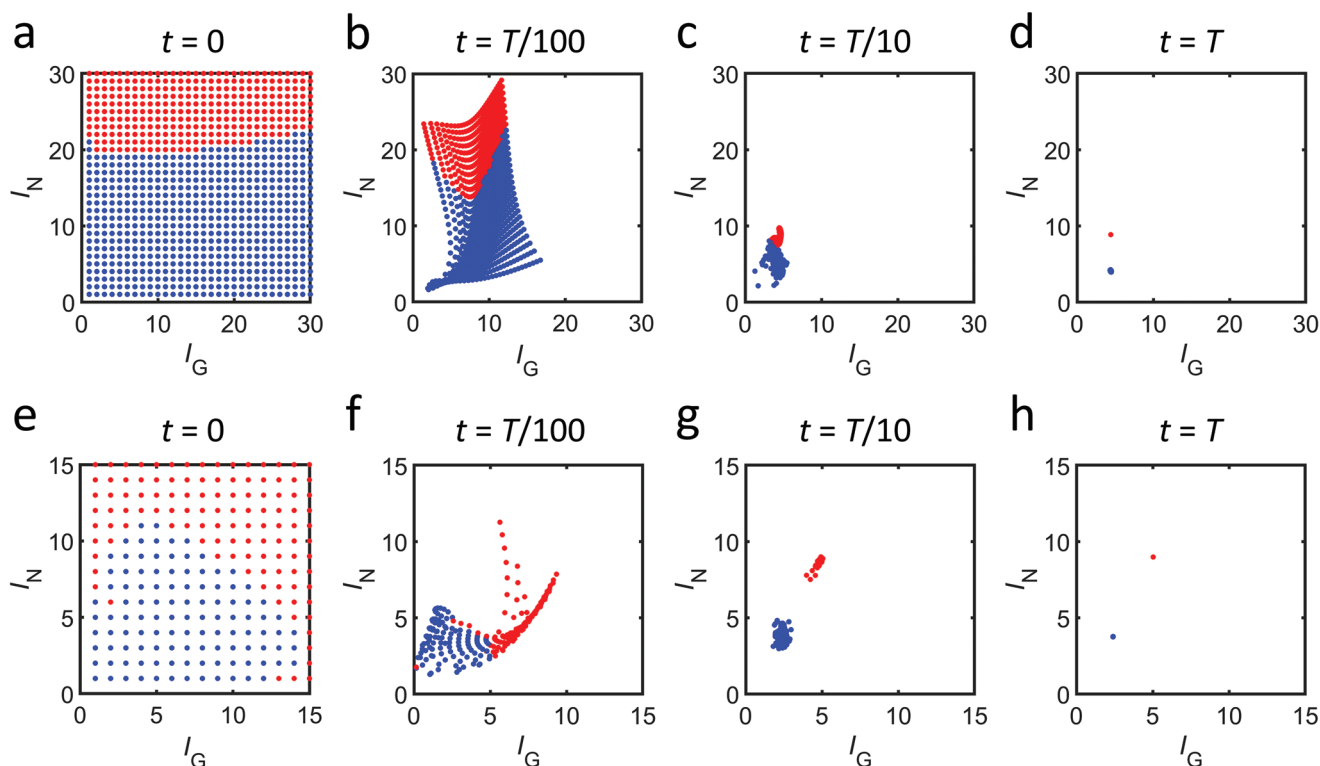 a t = 0
b t = T/100
c t = T/10
d t = T
30
20
10
0
I_N
0 10 20 30
I_G
30
20
10
0
I_N
0 10 20 30
I_G
30
20
10
0
I_N
0 10 20 30
I_G
30
20
10
0
I_N
0 10 20 30
I_G
e t = 0
f t = T/100
g t = T/10
h t = T
15
10
5
0
I_N
0 5 10 15
I_G
15
10
5
0
I_N
0 5 10 15
I_G
15
10
5
0
I_N
0 5 10 15
I_G
15
10
5
0
I_N
0 5 10 15
I_G